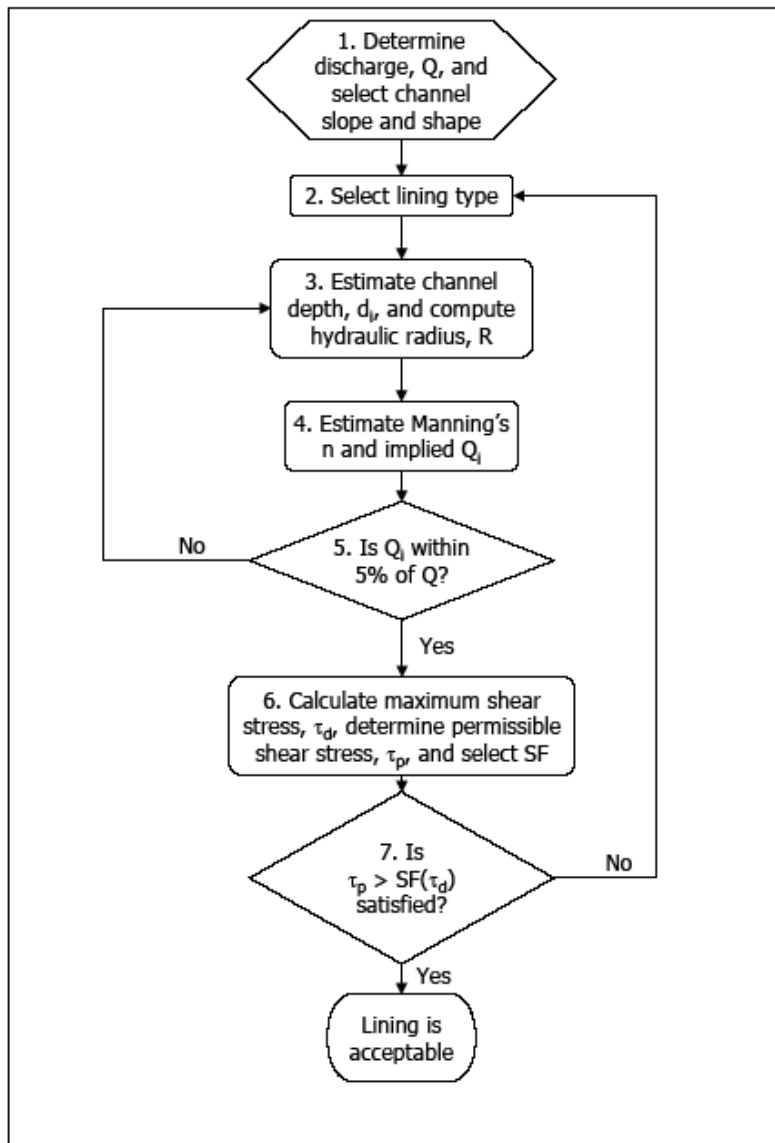 1. Determine
discharge, Q, and
select channel
slope and shape
2. Select lining type
3. Estimate channel
depth, dᵢ, and compute
hydraulic radius, R
4. Estimate Manning’s
n and implied Qᵢ
No
5. Is Qᵢ within
5% of Q?
Yes
6. Calculate maximum shear
stress, τd, determine permissible
shear stress, τp, and select SF
7. Is
τp > SF(τd)
satisfied?
No
Yes
Lining is
acceptable